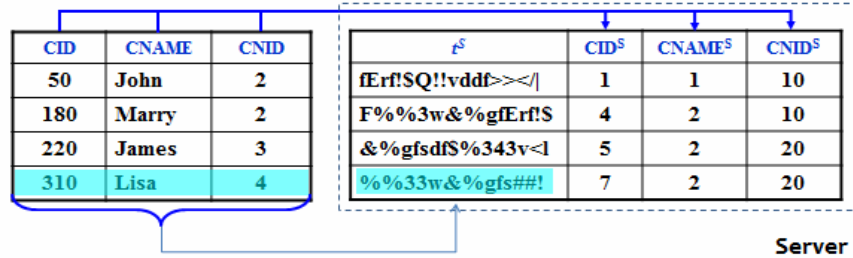 CID CNAME CNID t^S CID^S CNAME^S CNID^S
50 John 2 fErf!$Q!!vddf>></| 1 1 10
180 Marry 2 F%%3w&%gfErf!$ 4 2 10
220 James 3 &%gfsdf$%343v<l 5 2 20
310 Lisa 4 %%33w&%gfs##! 7 2 20
Server